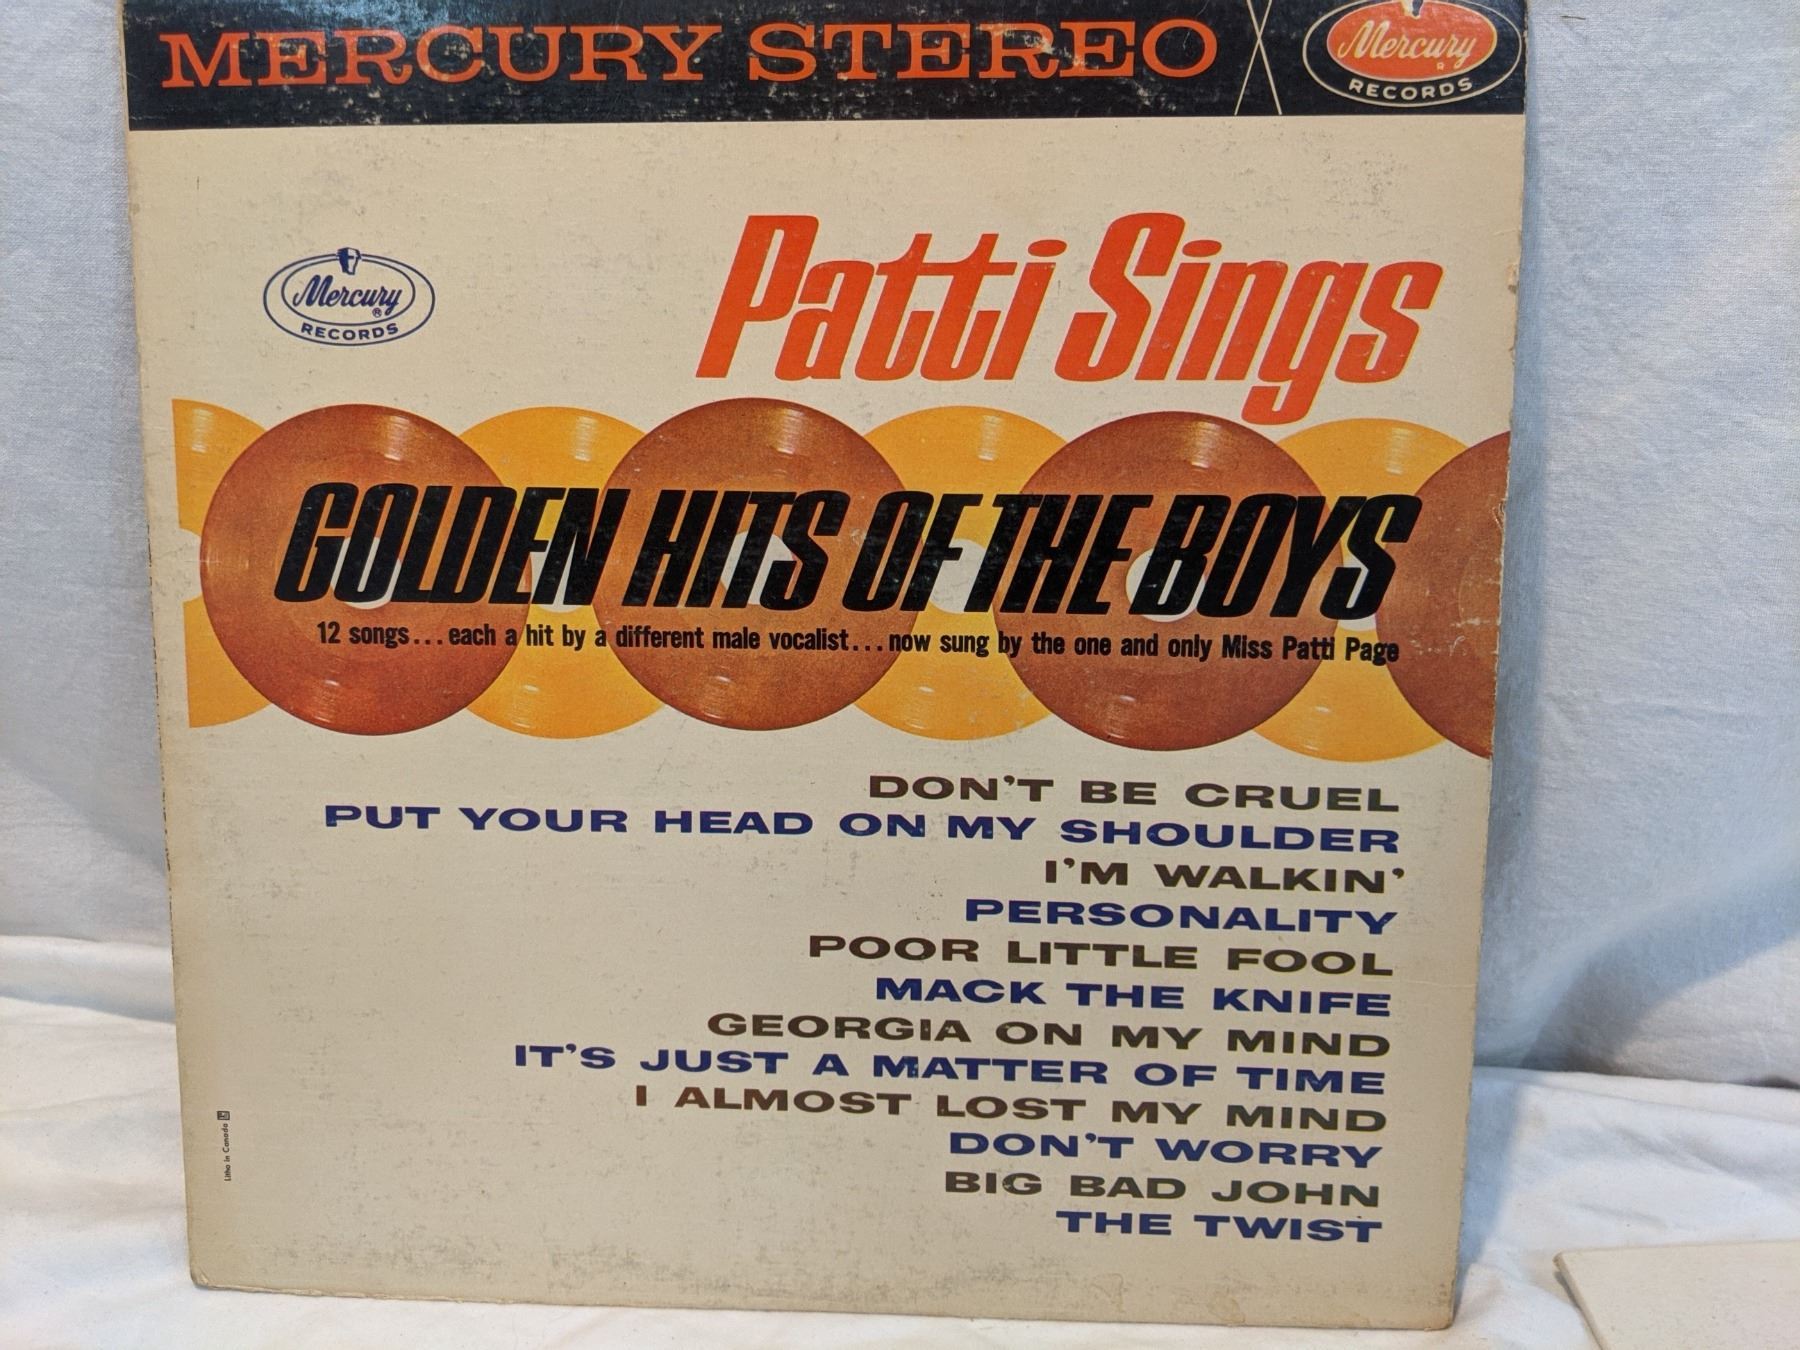 MERCURY STEREO
Mercury
R
RECORDS
Patti Sings
Mercury
®
RECORDS
GOLDEN HITS OF THE BOYS
12 songs...each a hit by a different male vocalist...now sung by the one and only Miss Patti Page
DON'T BE CRUEL
PUT YOUR HEAD ON MY SHOULDER
I'M WALKIN'
PERSONALITY
POOR LITTLE FOOL
MACK THE KNIFE
GEORGIA ON MY MIND
IT'S JUST A MATTER OF TIME
I ALMOST LOST MY MIND
DON'T WORRY
BIG BAD JOHN
THE TWIST
Litho in Canada